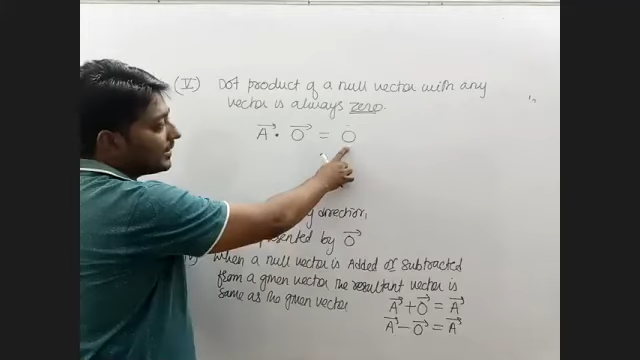 (V) Dot product of a null vector with any
vector is always zero.
A⃗ · O⃗ = O
direction,
by O⃗
When a null vector is Added or Subtracted
from a given vector the resultant vector is
same as the given vector
A⃗ + O⃗ = A⃗
A⃗ − O⃗ = A⃗